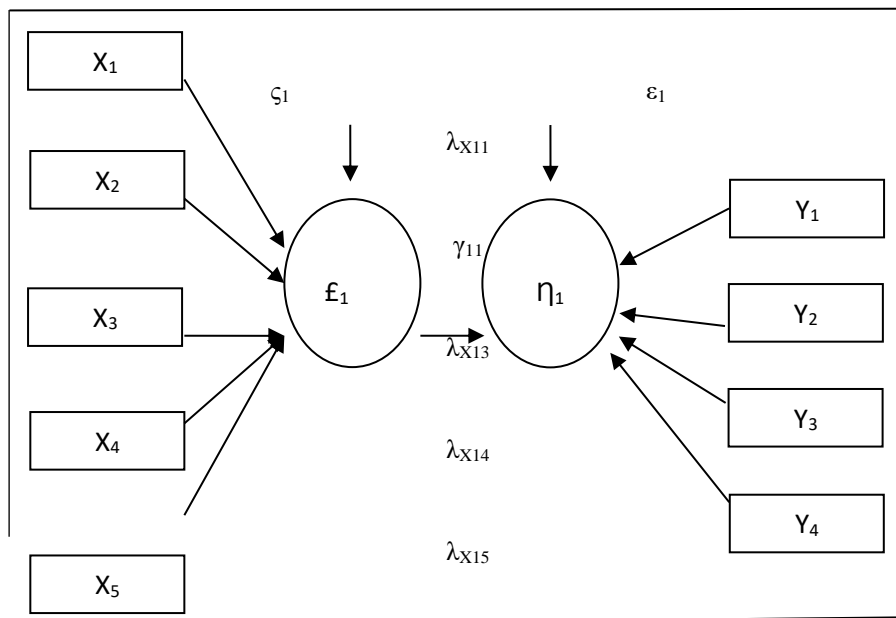 X₁
ς₁ ε₁
λX11
X₂
Y₁
γ11
£₁ η₁
X₃ Y₂
λX13
X₄ Y₃
λX14
Y₄
λX15
X₅